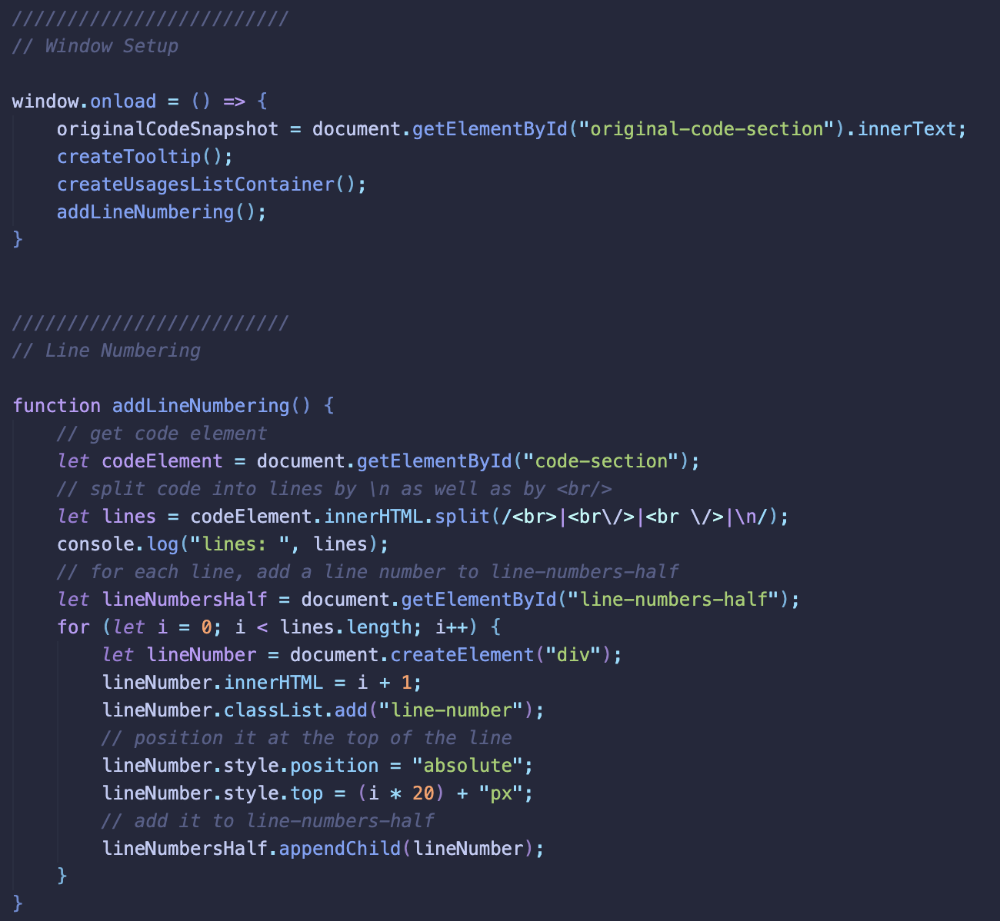 /////////////////////////
// Window Setup

window.onload = () => {
    originalCodeSnapshot = document.getElementById("original-code-section").innerText;
    createTooltip();
    createUsagesListContainer();
    addLineNumbering();
}


/////////////////////////
// Line Numbering

function addLineNumbering() {
    // get code element
    let codeElement = document.getElementById("code-section");
    // split code into lines by \n as well as by <br/>
    let lines = codeElement.innerHTML.split(/<br>|<br\/>|<br \/>|\n/);
    console.log("lines: ", lines);
    // for each line, add a line number to line-numbers-half
    let lineNumbersHalf = document.getElementById("line-numbers-half");
    for (let i = 0; i < lines.length; i++) {
        let lineNumber = document.createElement("div");
        lineNumber.innerHTML = i + 1;
        lineNumber.classList.add("line-number");
        // position it at the top of the line
        lineNumber.style.position = "absolute";
        lineNumber.style.top = (i * 20) + "px";
        // add it to line-numbers-half
        lineNumbersHalf.appendChild(lineNumber);
    }
}